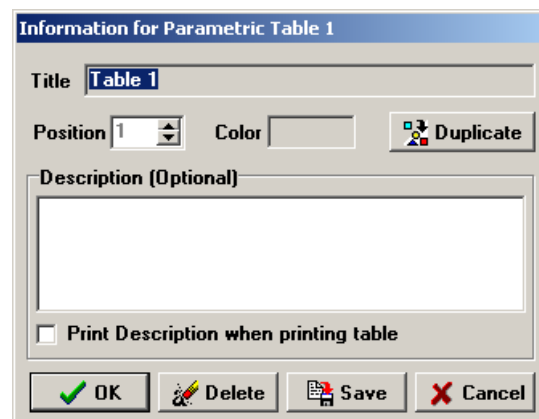 Information for Parametric Table 1
Title Table 1
Position 1 Color Duplicate
Description (Optional)
Print Description when printing table
OK Delete Save Cancel